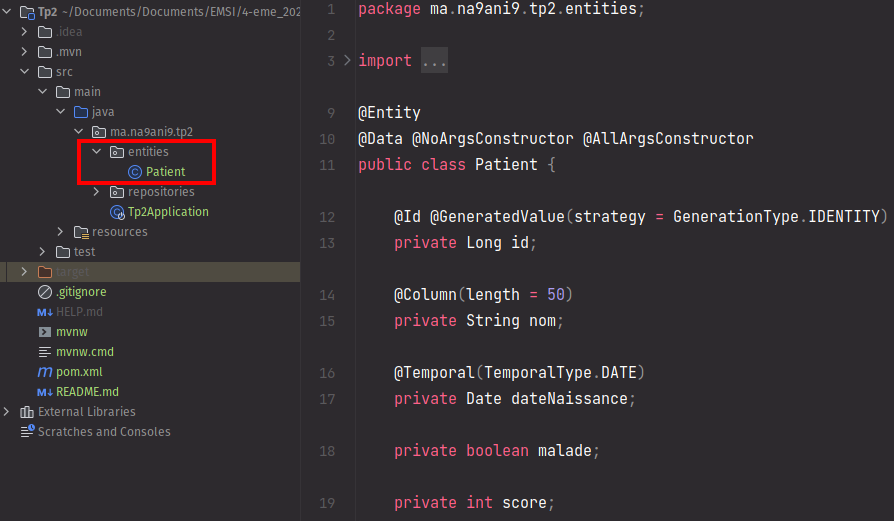 Tp2 ~/Documents/Documents/EMSI/4-eme_202
.idea
.mvn
src
main
java
ma.na9ani9.tp2
entities
Patient
repositories
Tp2Application
resources
test
target
.gitignore
HELP.md
mvnw
mvnw.cmd
pom.xml
README.md
External Libraries
Scratches and Consoles
1 package ma.na9ani9.tp2.entities;
2
3 import ...
9 @Entity
10 @Data @NoArgsConstructor @AllArgsConstructor
11 public class Patient {
12 @Id @GeneratedValue(strategy = GenerationType.IDENTITY)
13 private Long id;
14 @Column(length = 50)
15 private String nom;
16 @Temporal(TemporalType.DATE)
17 private Date dateNaissance;
18 private boolean malade;
19 private int score;